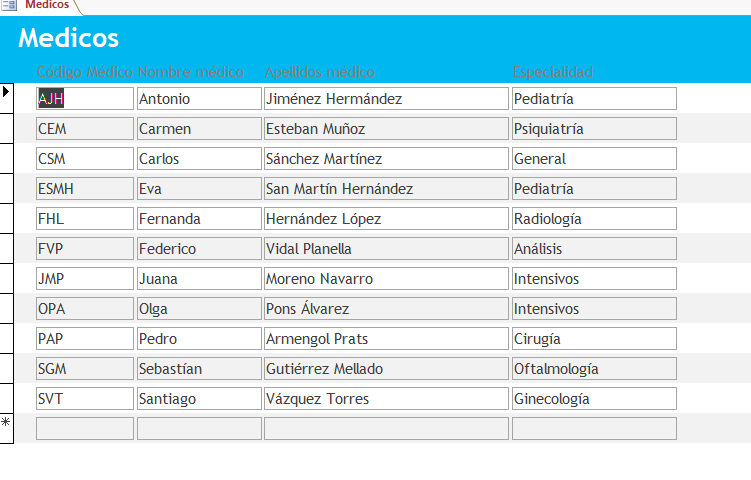 Medicos
Medicos
Código Médico Nombre médico Apellidos médico Especialidad
AJH Antonio Jiménez Hermández Pediatría
CEM Carmen Esteban Muñoz Psiquiatría
CSM Carlos Sánchez Martínez General
ESMH Eva San Martín Hernández Pediatría
FHL Fernanda Hernández López Radiología
FVP Federico Vidal Planella Análisis
JMP Juana Moreno Navarro Intensivos
OPA Olga Pons Álvarez Intensivos
PAP Pedro Armengol Prats Cirugía
SGM Sebastían Gutiérrez Mellado Oftalmología
SVT Santiago Vázquez Torres Ginecología